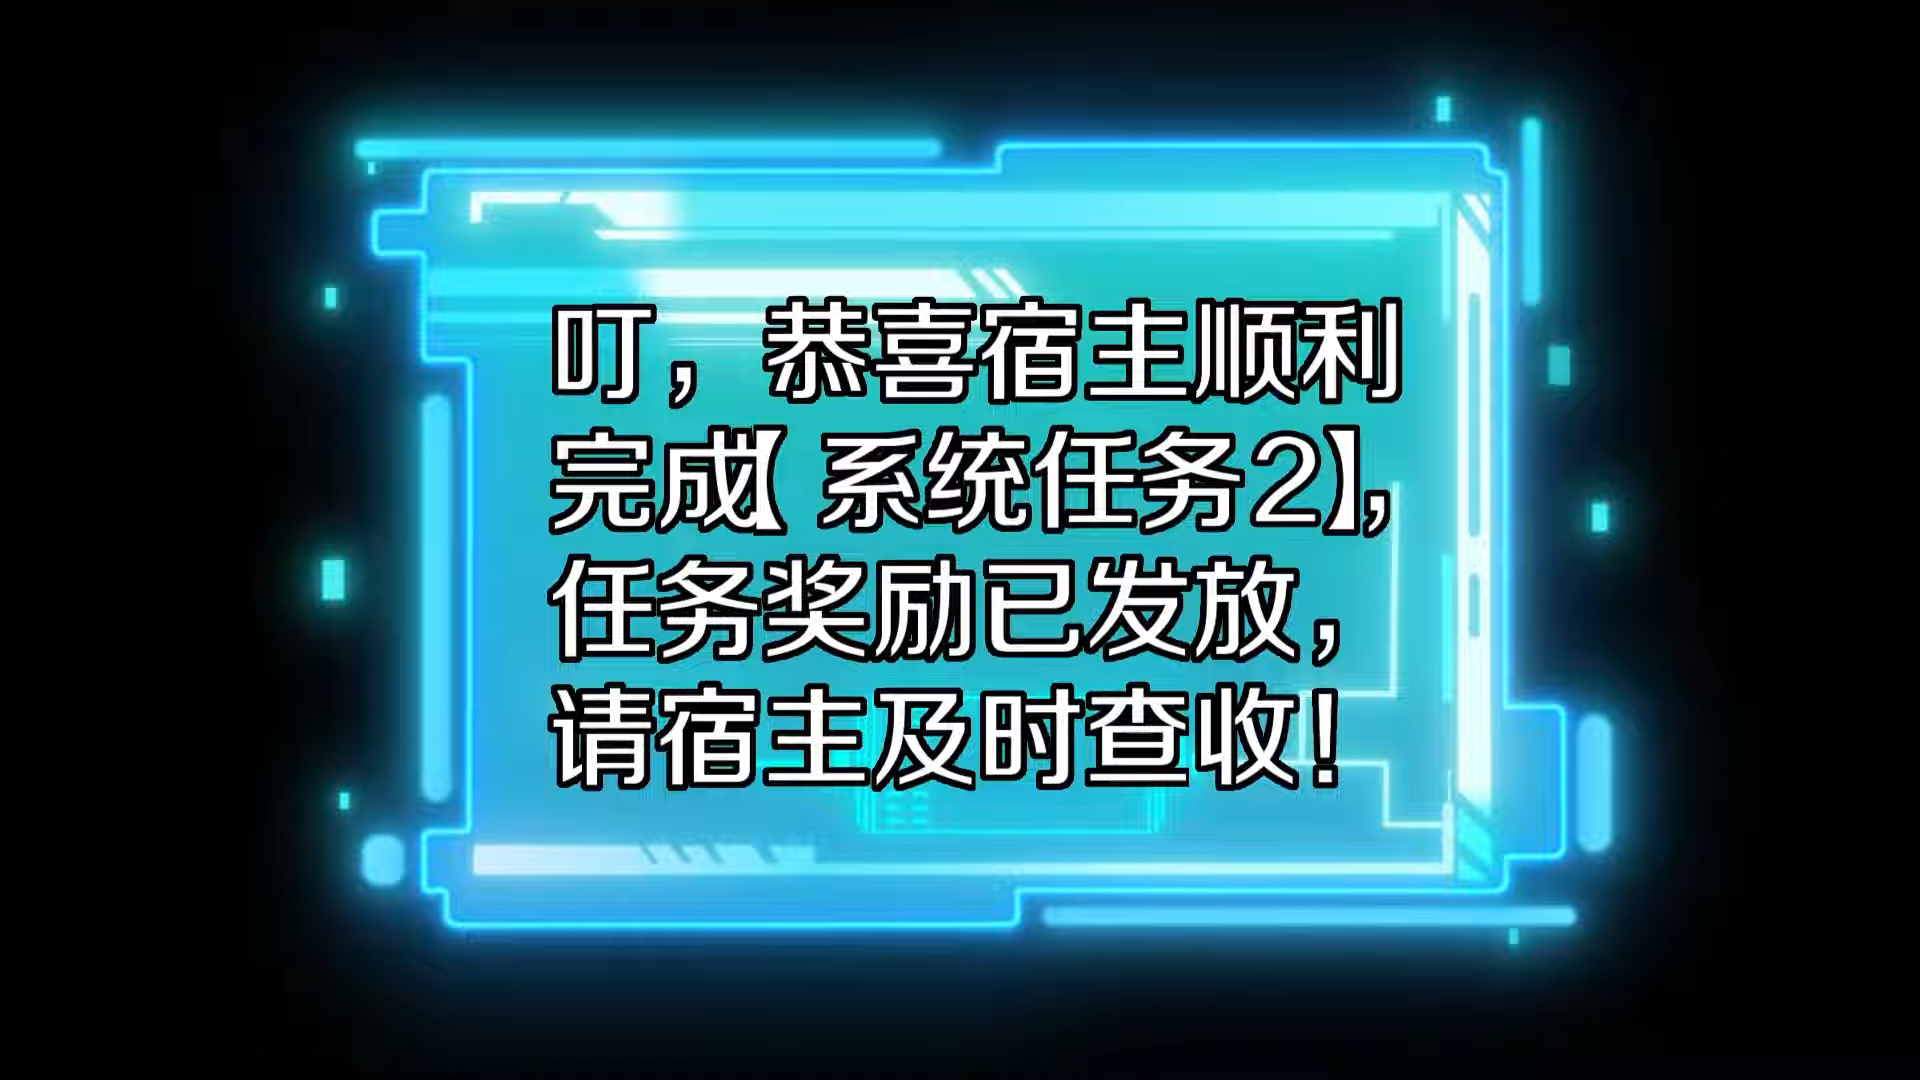 叮，恭喜宿主顺利
完成【系统任务2】，
任务奖励已发放，
请宿主及时查收！